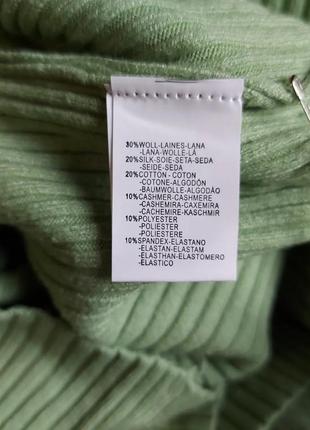 30%WOLL-LAINES-LANA
-LANA-WOLLE-LÃ
20%SILK-SOIE-SETA-SEDA
-SEIDE-SEDA
20%COTTON - COTON
-COTONE-ALGODÓN
-BAUMWOLLE-ALGODÃO
10%CASHMER-CASHMERE
-CASHEMIRA-CAXEMIRA
-CACHEMIRE-KASCHMIR
10%POLYETER
-POLIESTER
-POLIESTERE
10%SPANDEX-ELASTANO
-ELASTAN-ELASTAM
-ELASTHAN-ELASTOMERO
-ELASTICO